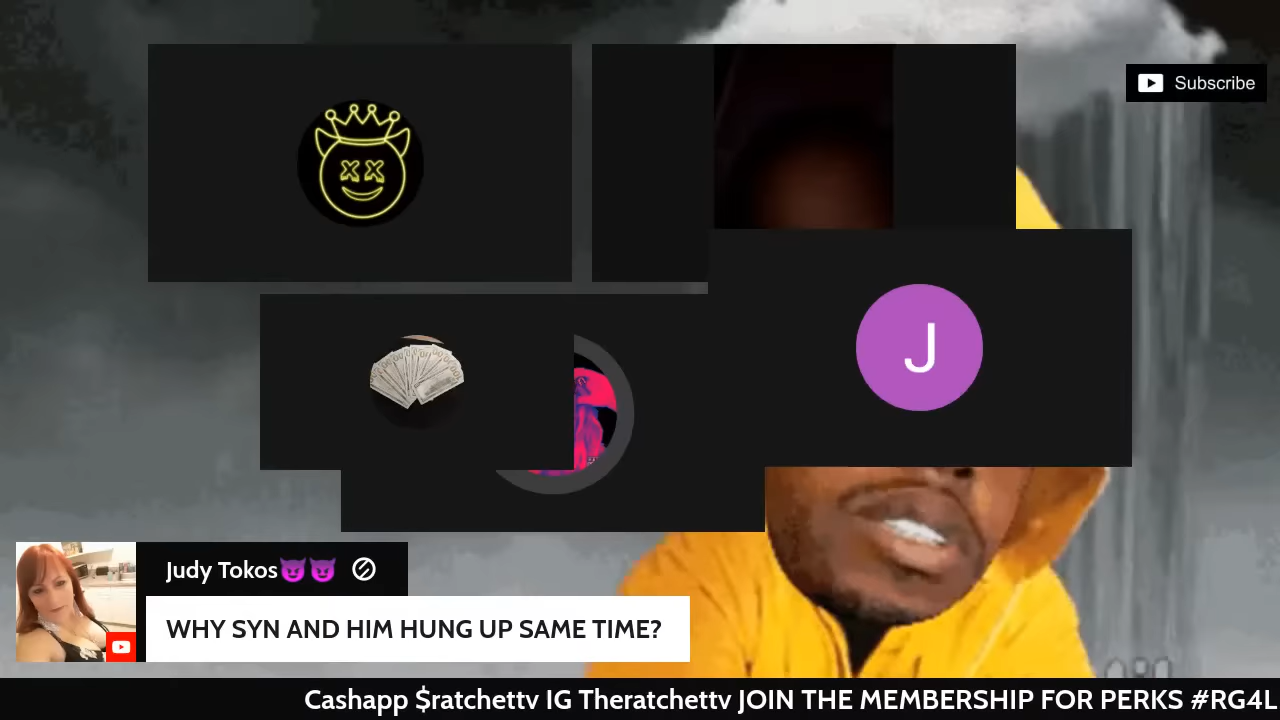 Subscribe
J
Judy Tokos😈😈
WHY SYN AND HIM HUNG UP SAME TIME?
Cashapp $ratchettv IG Theratchettv JOIN THE MEMBERSHIP FOR PERKS #RG4L